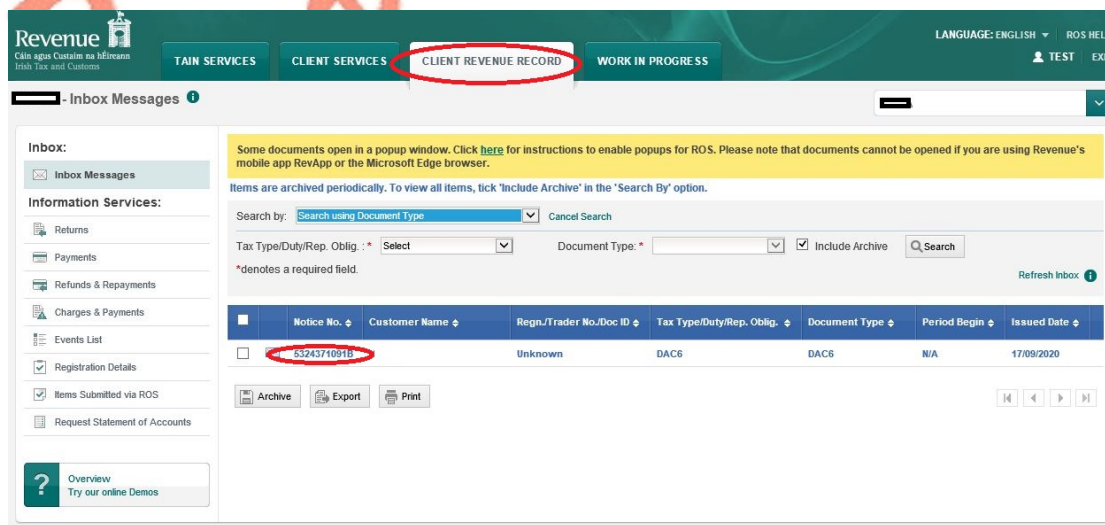 Revenue
Cáin agus Custaim na hÉireann
Irish Tax and Customs
TAIN SERVICES
CLIENT SERVICES
CLIENT REVENUE RECORD
WORK IN PROGRESS
LANGUAGE: ENGLISH
ROS HEL
TEST
EXI
- Inbox Messages
Inbox:
Inbox Messages
Information Services:
Returns
Payments
Refunds & Repayments
Charges & Payments
Events List
Registration Details
Items Submitted via ROS
Request Statement of Accounts
?
Overview
Try our online Demos
Some documents open in a popup window. Click here for instructions to enable popups for ROS. Please note that documents cannot be opened if you are using Revenue's
mobile app RevApp or the Microsoft Edge browser.
Items are archived periodically. To view all items, tick 'Include Archive' in the 'Search By' option.
Search by: Search using Document Type Cancel Search
Tax Type/Duty/Rep. Oblig. : * Select Document Type: * Include Archive Search
*denotes a required field.
Refresh Inbox
Notice No. Customer Name Regn./Trader No./Doc ID Tax Type/Duty/Rep. Oblig. Document Type Period Begin Issued Date
5324371091B Unknown DAC6 DAC6 N/A 17/09/2020
Archive Export Print